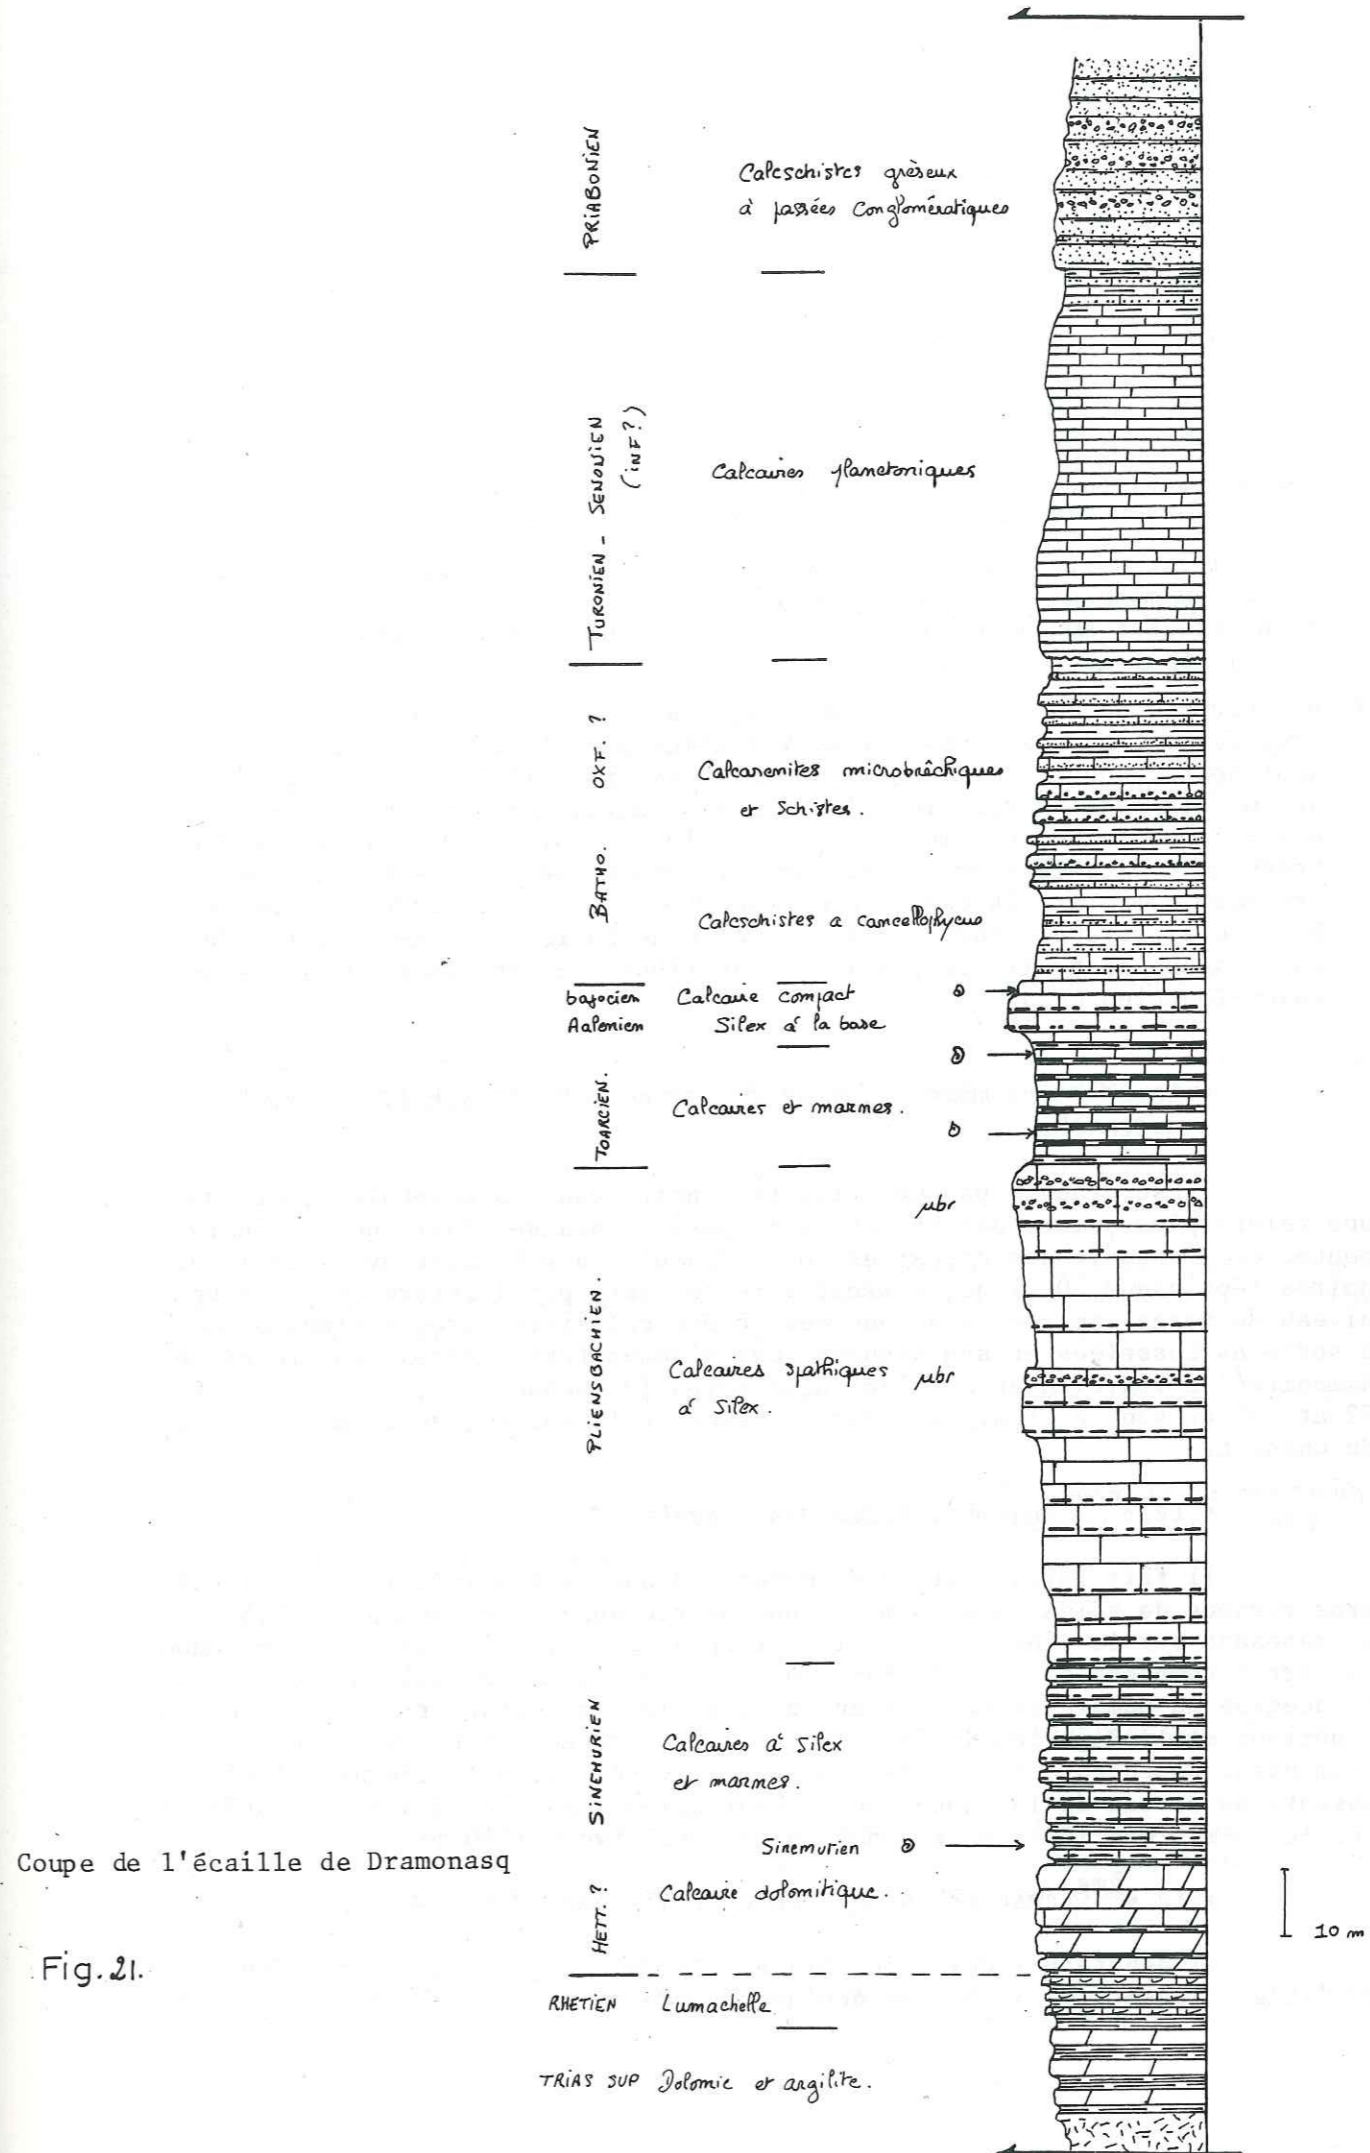 PRIABONIEN
Calcschistes grèseux
à passées Conglomératiques
TURONIEN - SENONIEN
(INF?)
Calcaires planctoniques
BATHO. OXF. ?
Calcarenites microbrêchiques
et Schistes.
Calcschistes a cancellophycus
bajocien
Aalenien
Calcaire compact
Silex à la base
TOARCIEN.
Calcaires et marnes.
µbr
PLIENSBACHIEN.
Calcaires spathiques
à Silex.
µbr
SINEMURIEN
Calcaires à Silex
et marnes.
Sinemurien
HETT. ?
Calcaire dolomitique.
10 m
Coupe de l'écaille de Dramonasq
Fig. 21.
RHETIEN Lumachelle
TRIAS SUP Dolomie et argilite.